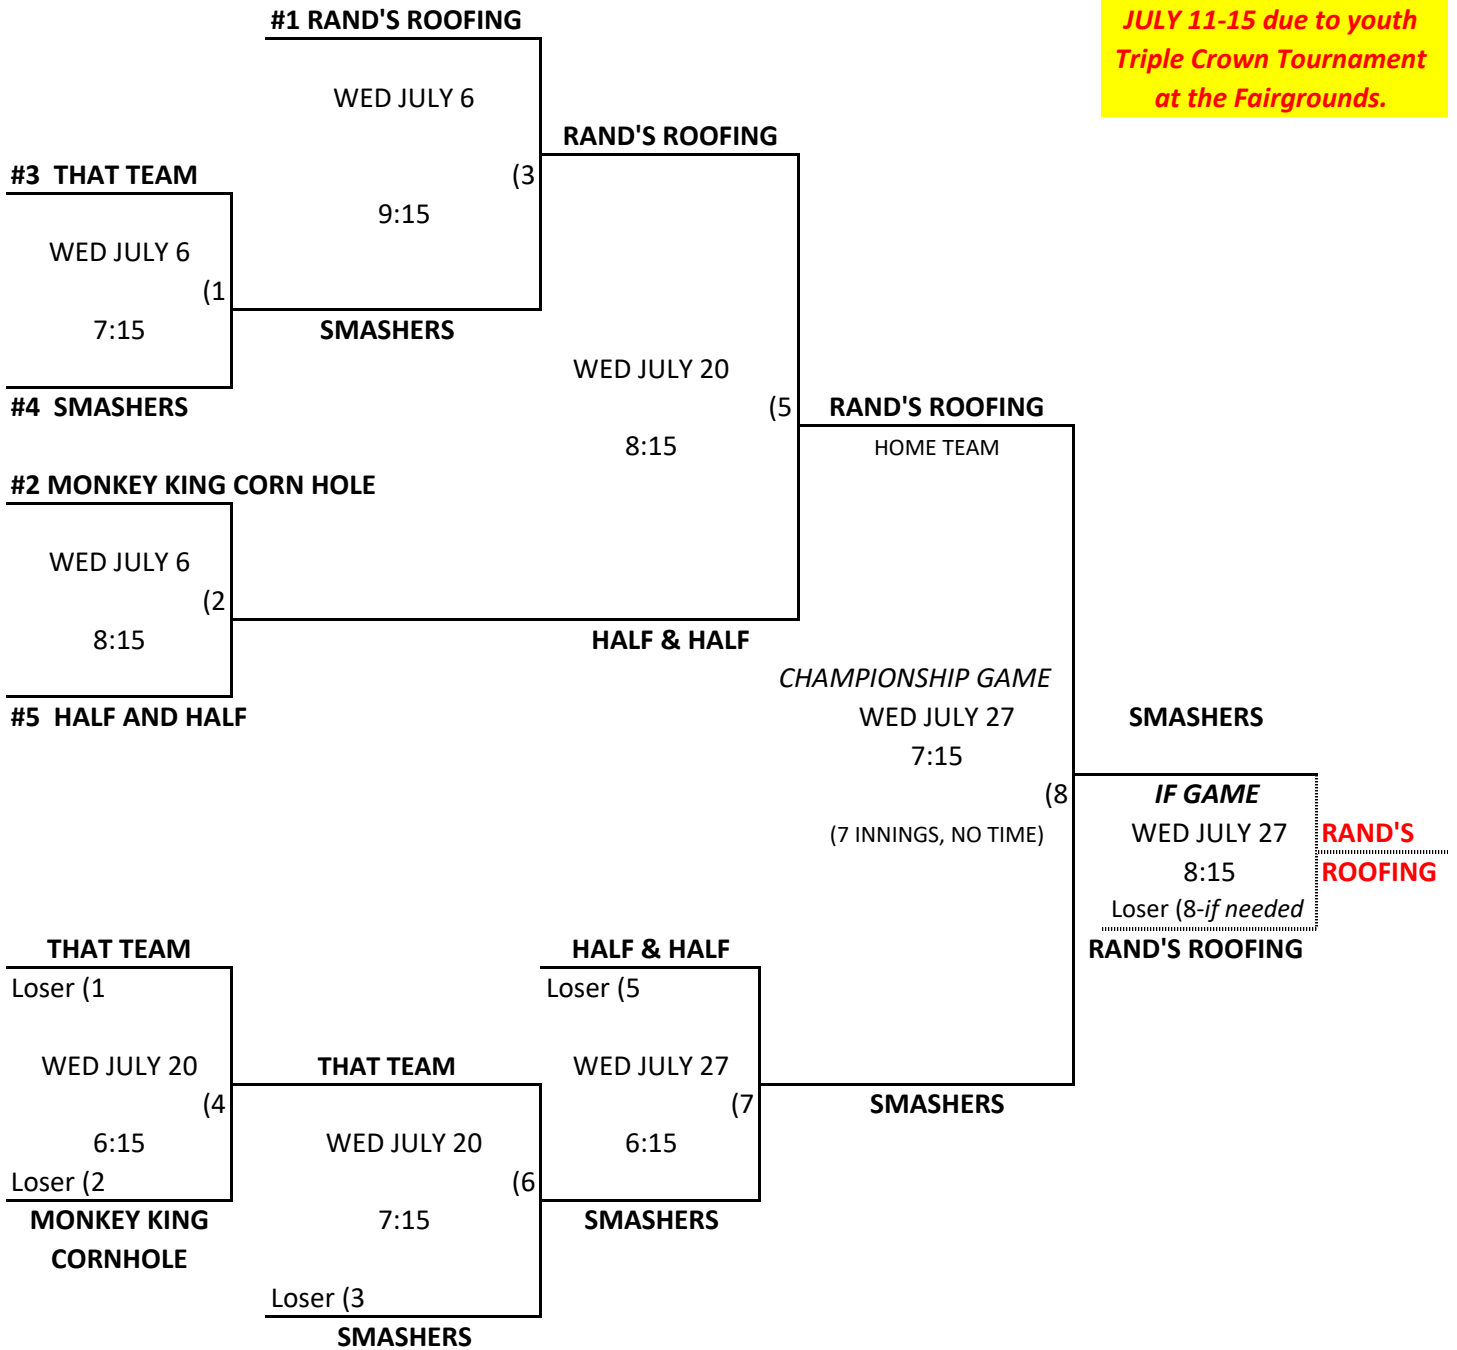 #1 RAND'S ROOFING
JULY 11-15 due to youth
Triple Crown Tournament
at the Fairgrounds.
WED JULY 6
RAND'S ROOFING
#3  THAT TEAM
(3
9:15
WED JULY 6
(1
7:15
SMASHERS
WED JULY 20
#4  SMASHERS
(5
RAND'S ROOFING
8:15
HOME TEAM
#2 MONKEY KING CORN HOLE
WED JULY 6
(2
8:15
HALF & HALF
CHAMPIONSHIP GAME
#5  HALF AND HALF
WED JULY 27
SMASHERS
7:15
(8
IF GAME
(7 INNINGS, NO TIME)
WED JULY 27
RAND'S
8:15
ROOFING
Loser (8-if needed
THAT TEAM
HALF & HALF
RAND'S ROOFING
Loser (1
Loser (5
WED JULY 20
THAT TEAM
WED JULY 27
(4
(7
SMASHERS
6:15
WED JULY 20
6:15
Loser (2
(6
MONKEY KING
CORNHOLE
7:15
SMASHERS
Loser (3
SMASHERS